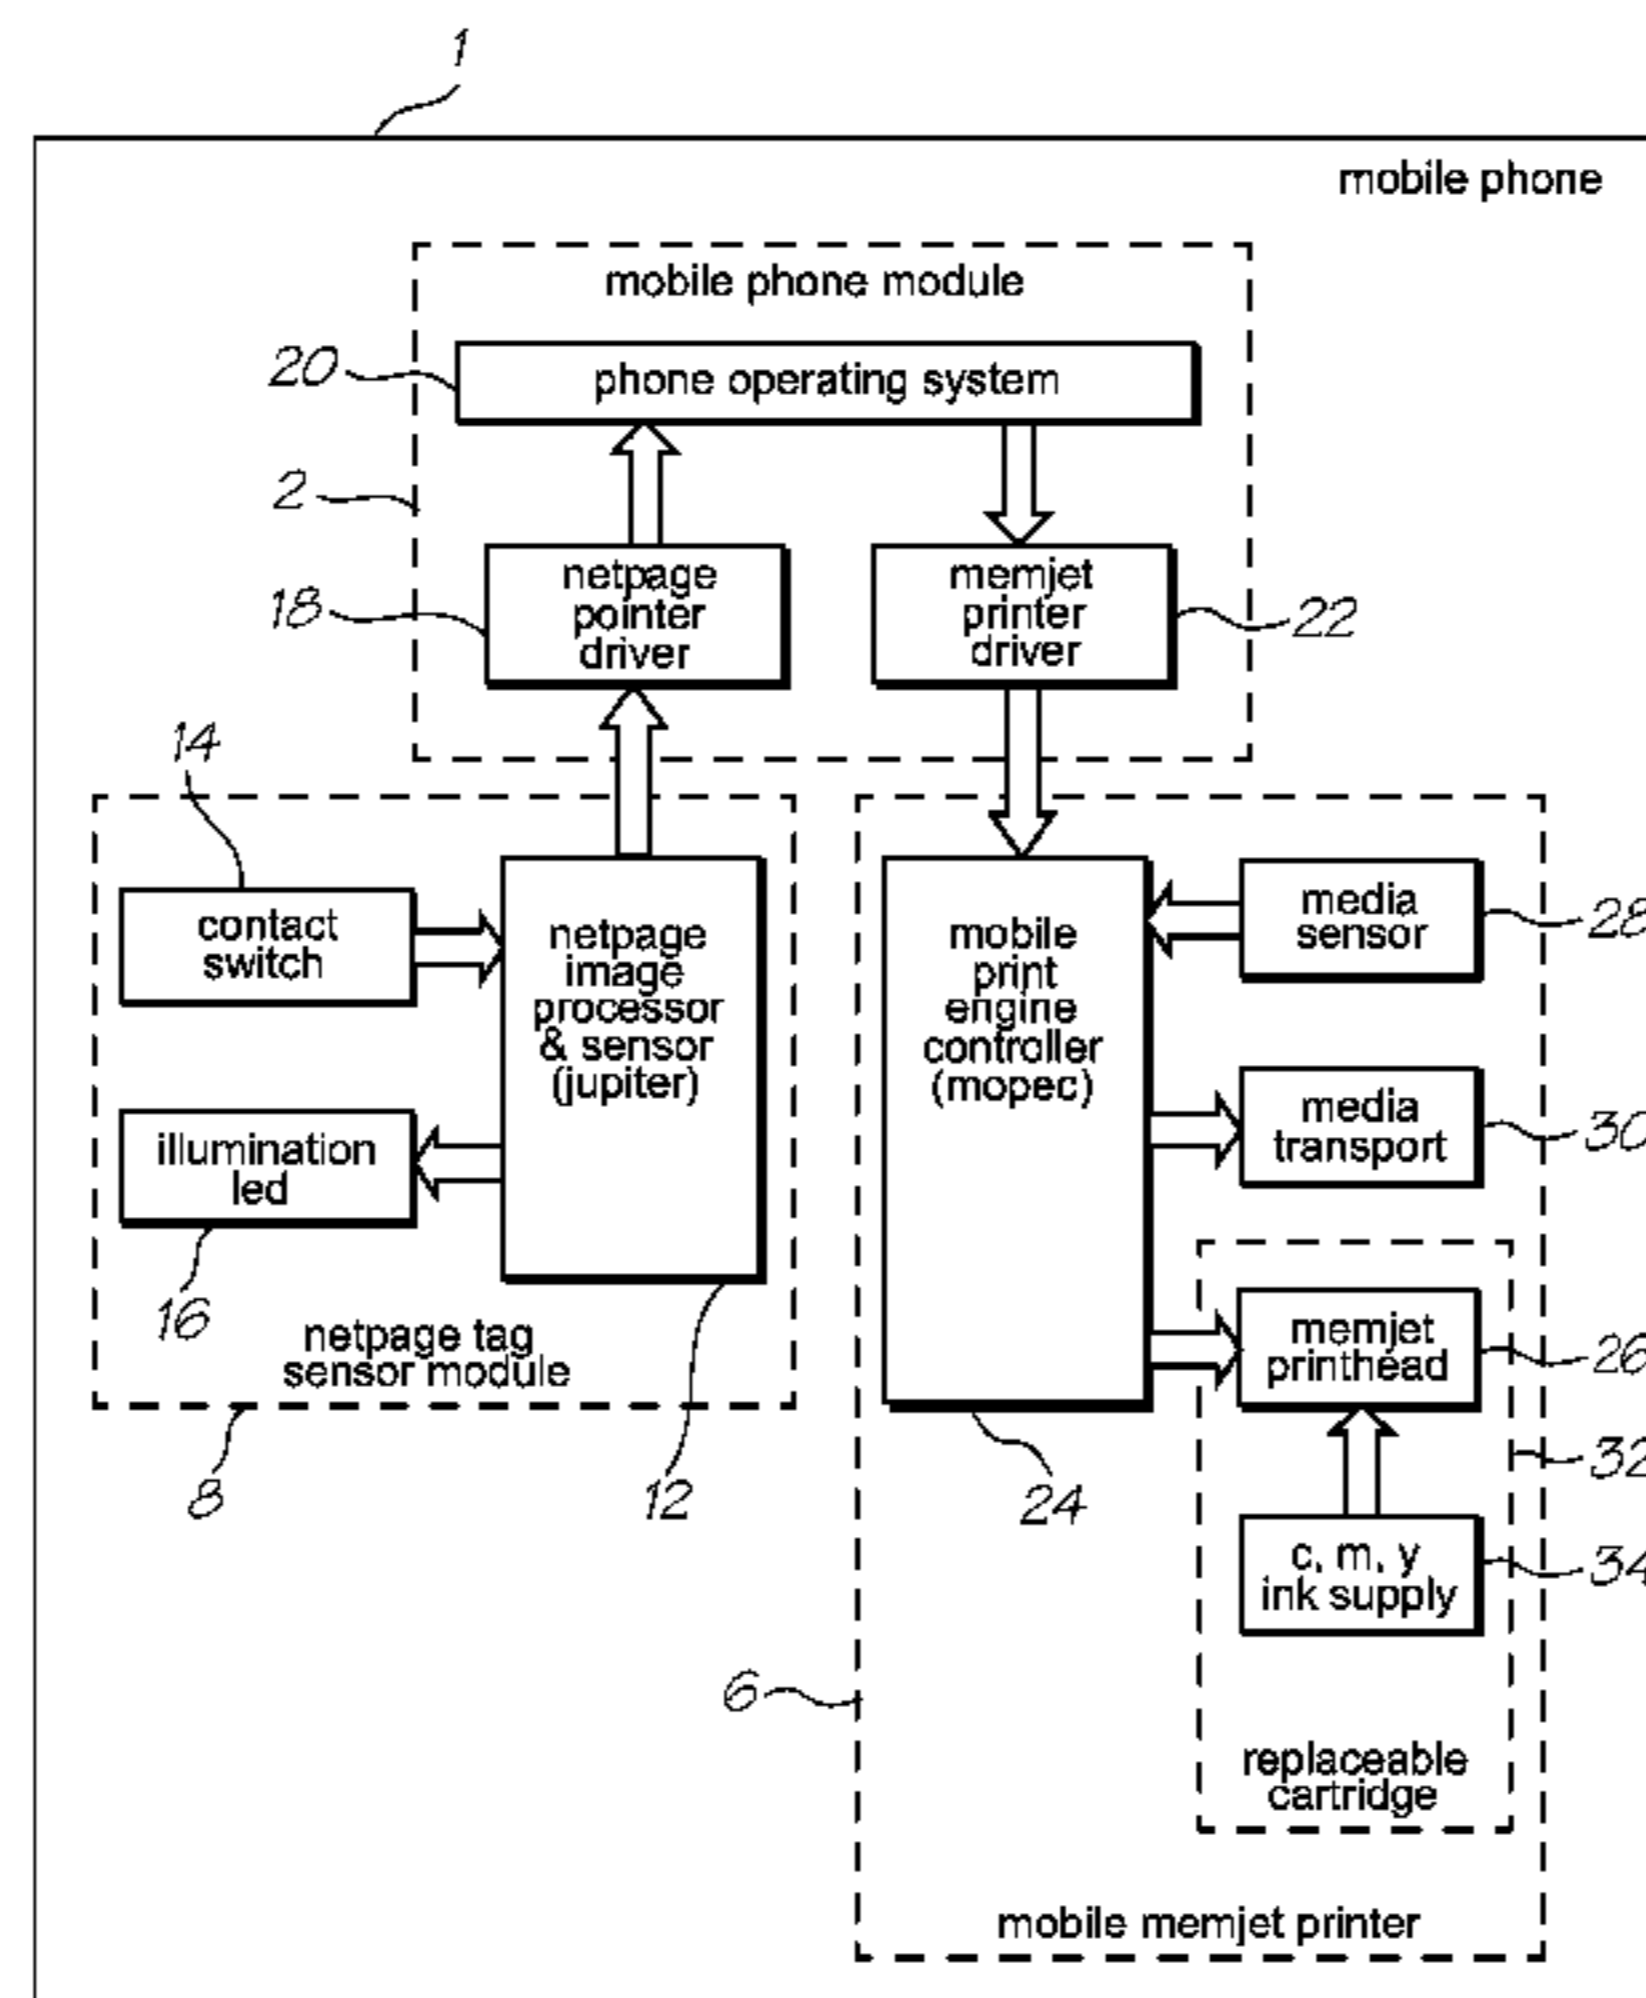 1
mobile phone
mobile phone module
20
phone operating system
2
18
netpage
pointer
driver
memjet
printer
driver
22
14
contact
switch
netpage
image
processor
& sensor
(jupiter)
illumination
led
16
netpage tag
sensor module
8
12
mobile
print
engine
controller
(mopec)
24
media
sensor
28
media
transport
30
memjet
printhead
26
32
c, m, y
ink supply
34
6
replaceable
cartridge
mobile memjet printer